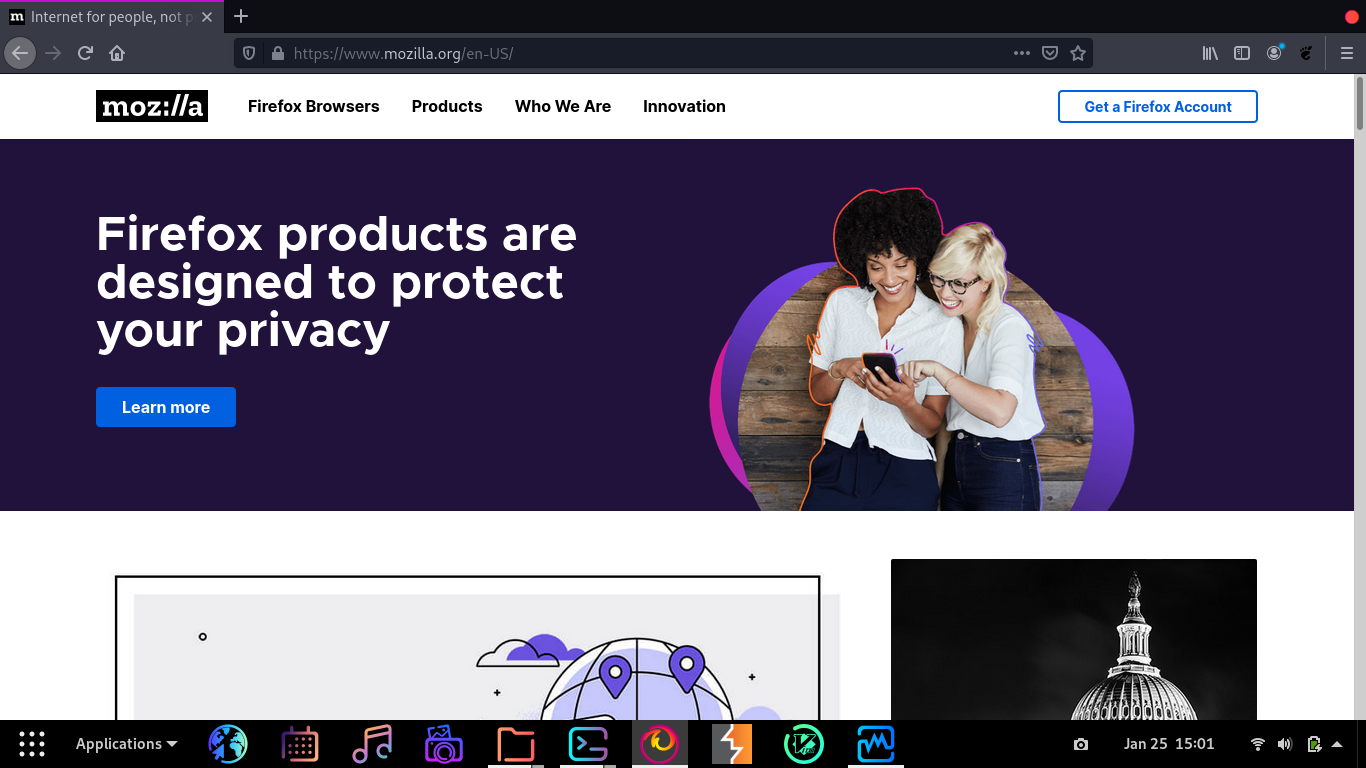 Internet for people, not p
https://www.mozilla.org/en-US/
moz://a
Firefox Browsers
Products
Who We Are
Innovation
Get a Firefox Account
Firefox products are
designed to protect
your privacy
Learn more
Applications
Jan 25 15:01